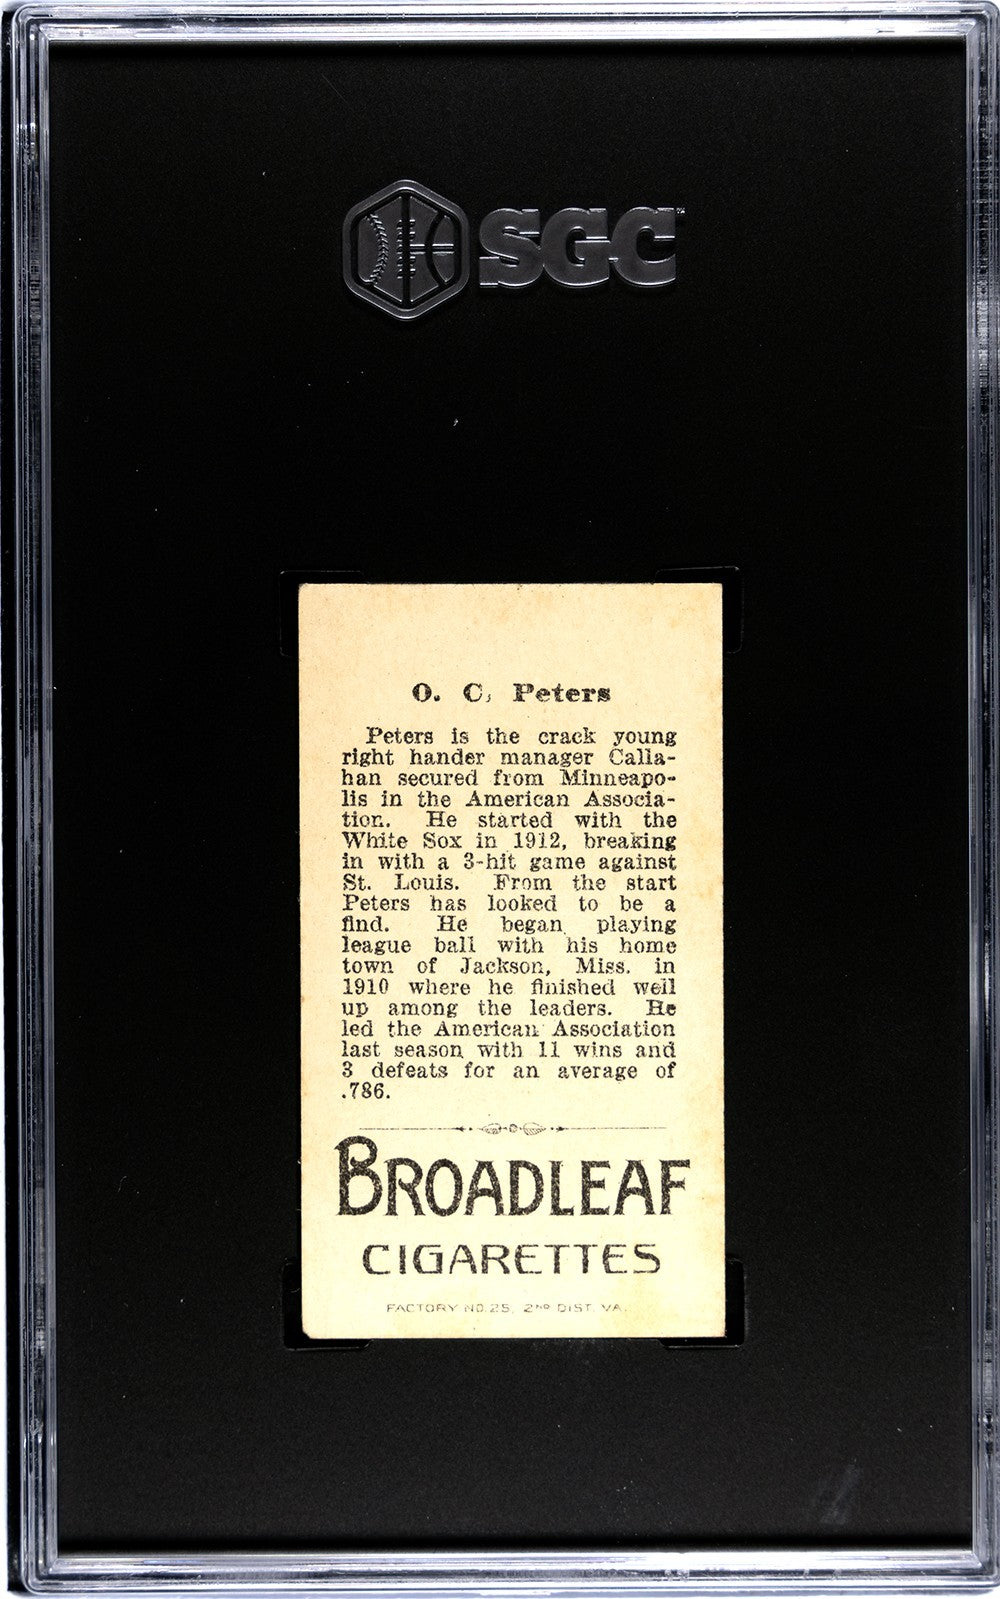 SGC™
O. C. Peters
Peters is the crack young
right hander manager Calla-
han secured from Minneapo-
lis in the American Associa-
tion. He started with the
White Sox in 1912, breaking
in with a 3-hit game against
St. Louis. From the start
Peters has looked to be a
find. He began playing
league ball with his home
town of Jackson, Miss. in
1910 where he finished well
up among the leaders. He
led the American Association
last season with 11 wins and
3 defeats for an average of
.786.
BROADLEAF
CIGARETTES
FACTORY NO. 25, 2ND DIST. VA.